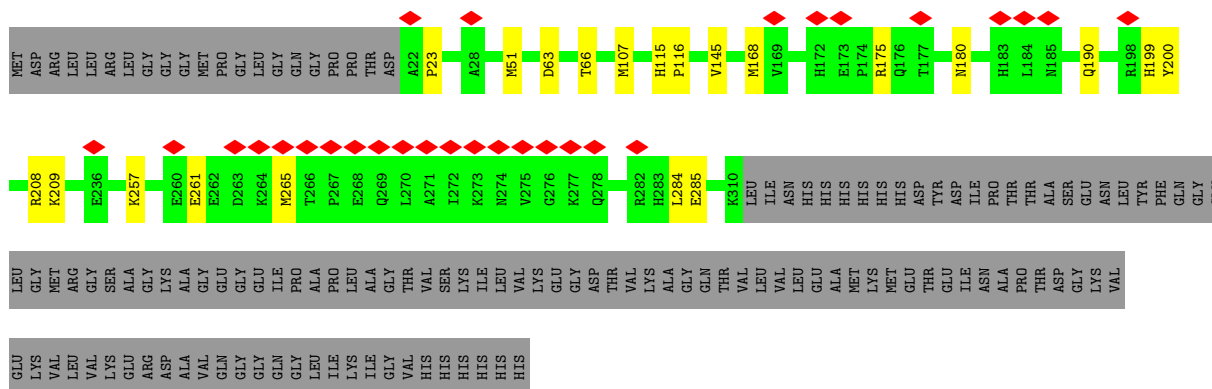 MET ASP ARG LEU LEU ARG LEU GLY GLY GLY MET PRO GLY LEU GLY GLN GLY PRO PRO THR ASP A22 P23 A28 M51 D63 T66 M107 H115 P116 V145 M168 V169 H172 E173 P174 R175 Q176 T177 N180 H183 L184 N185 Q190 R198 H199 Y200
R208 K209 E236 K257 E260 E261 E262 D263 K264 M265 T266 P267 E268 Q269 L270 A271 I272 K273 N274 V275 G276 K277 Q278 R282 H283 L284 E285 K310 LEU ILE ASN HIS HIS HIS HIS HIS HIS ASP TYR ASP ILE PRO THR THR ALA SER GLU ASN LEU TYR PHE GLN GLY
LEU GLY MET ARG GLY SER ALA GLY LYS ALA GLY GLU GLY GLU ILE PRO ALA PRO LEU ALA GLY THR VAL SER LYS ILE LEU VAL LYS GLU GLY ASP THR VAL LYS ALA GLY GLN THR VAL LEU VAL LEU GLU ALA MET LYS MET GLU THR GLU ILE ASN ALA PRO THR ASP GLY LYS VAL
GLU LYS VAL LEU VAL LYS GLU ARG ASP ALA VAL GLN GLY GLY GLN GLY LEU ILE LYS ILE GLY VAL HIS HIS HIS HIS HIS HIS